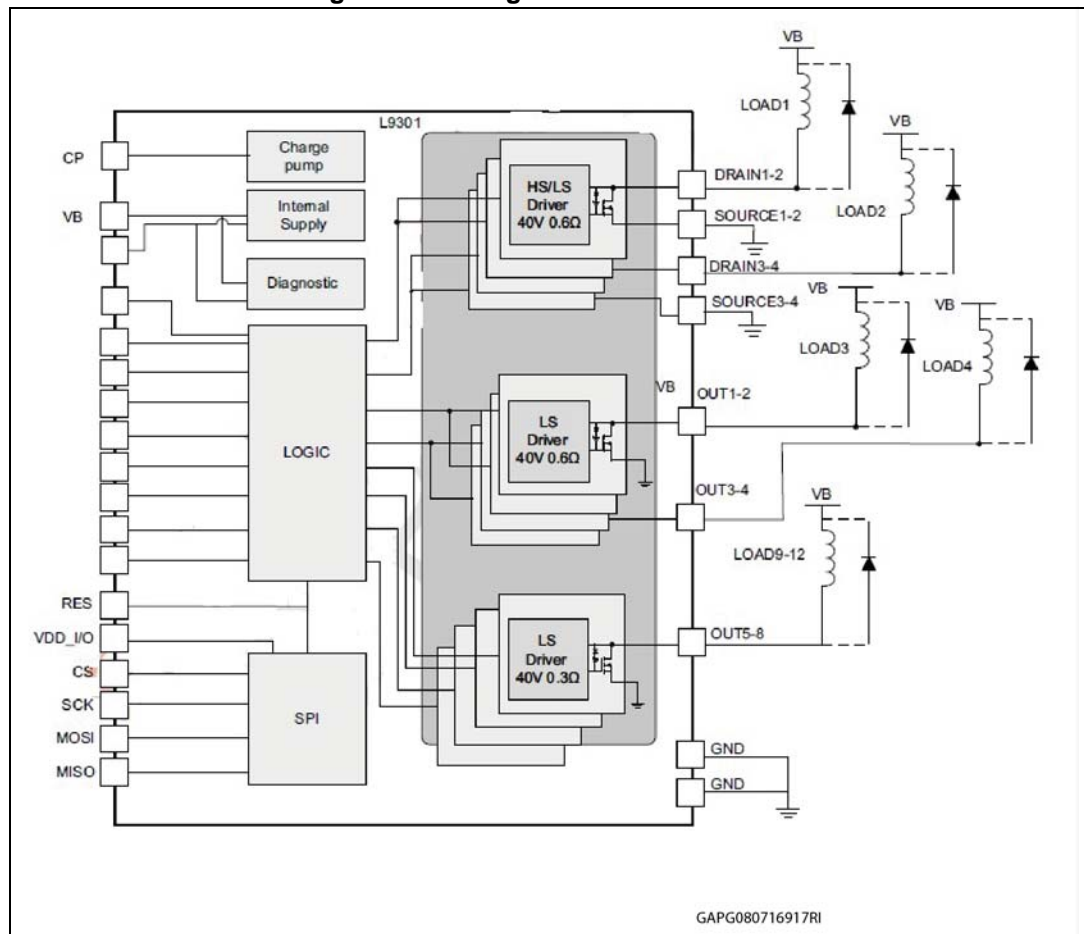 L9301
CP
VB
RES
VDD_I/O
CS
SCK
MOSI
MISO
Charge
pump
Internal
Supply
Diagnostic
LOGIC
SPI
HS/LS
Driver
40V 0.6Ω
LS
Driver
40V 0.6Ω
LS
Driver
40V 0.3Ω
VB
DRAIN1-2
SOURCE1-2
DRAIN3-4
SOURCE3-4
OUT1-2
OUT3-4
OUT5-8
GND
GND
VB
LOAD1
VB
LOAD2
VB
LOAD3
VB
LOAD4
VB
LOAD9-12
GAPG080716917RI